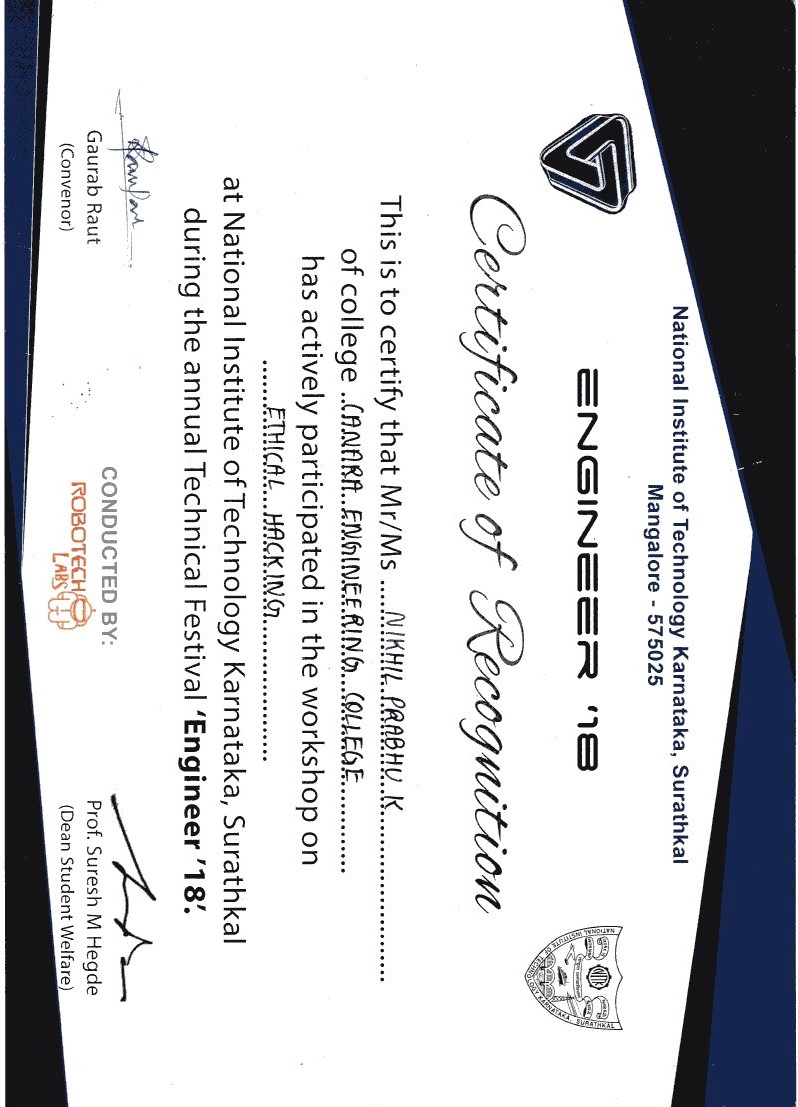 National Institute of Technology Karnataka, Surathkal
Mangalore - 575025
ENGINEER '18
Certificate of Recognition
This is to certify that Mr/Ms ....NIKHIL PRABHU K........................
of college ..CANARA ENGINEERING COLLEGE.............
has actively participated in the workshop on
.......ETHICAL HACKING.....................
at National Institute of Technology Karnataka, Surathkal
during the annual Technical Festival 'Engineer '18'.
Gaurab Raut
(Convenor)
CONDUCTED BY:
ROBOTECH
LABS
Prof. Suresh M Hegde
(Dean Student Welfare)
NATIONAL INSTITUTE OF TECHNOLOGY KARNATAKA, SURATHKAL
NITK